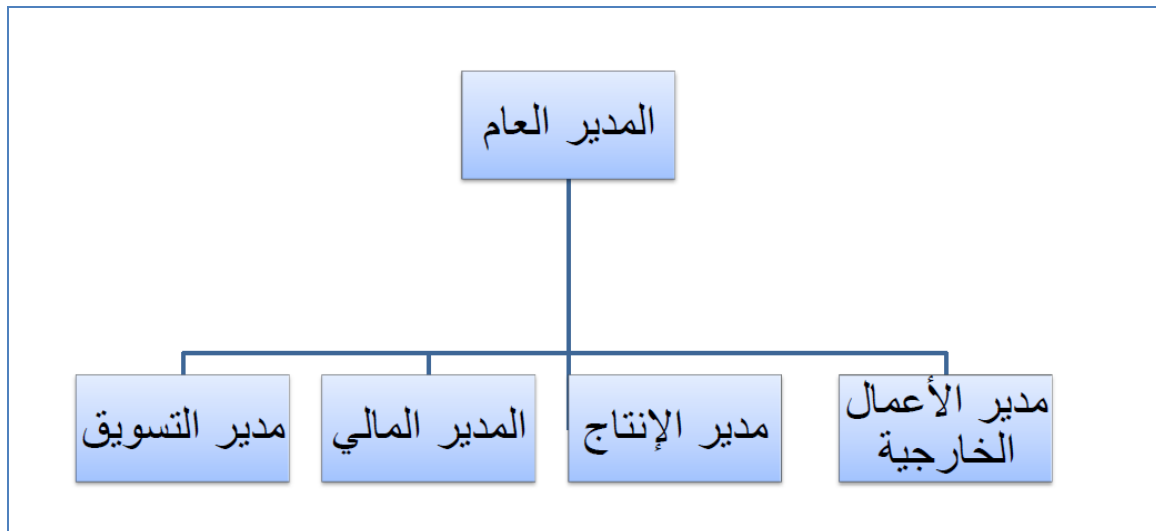 المدير العام
مدير الأعمال
الخارجية
مدير الإنتاج
المدير المالي
مدير التسويق